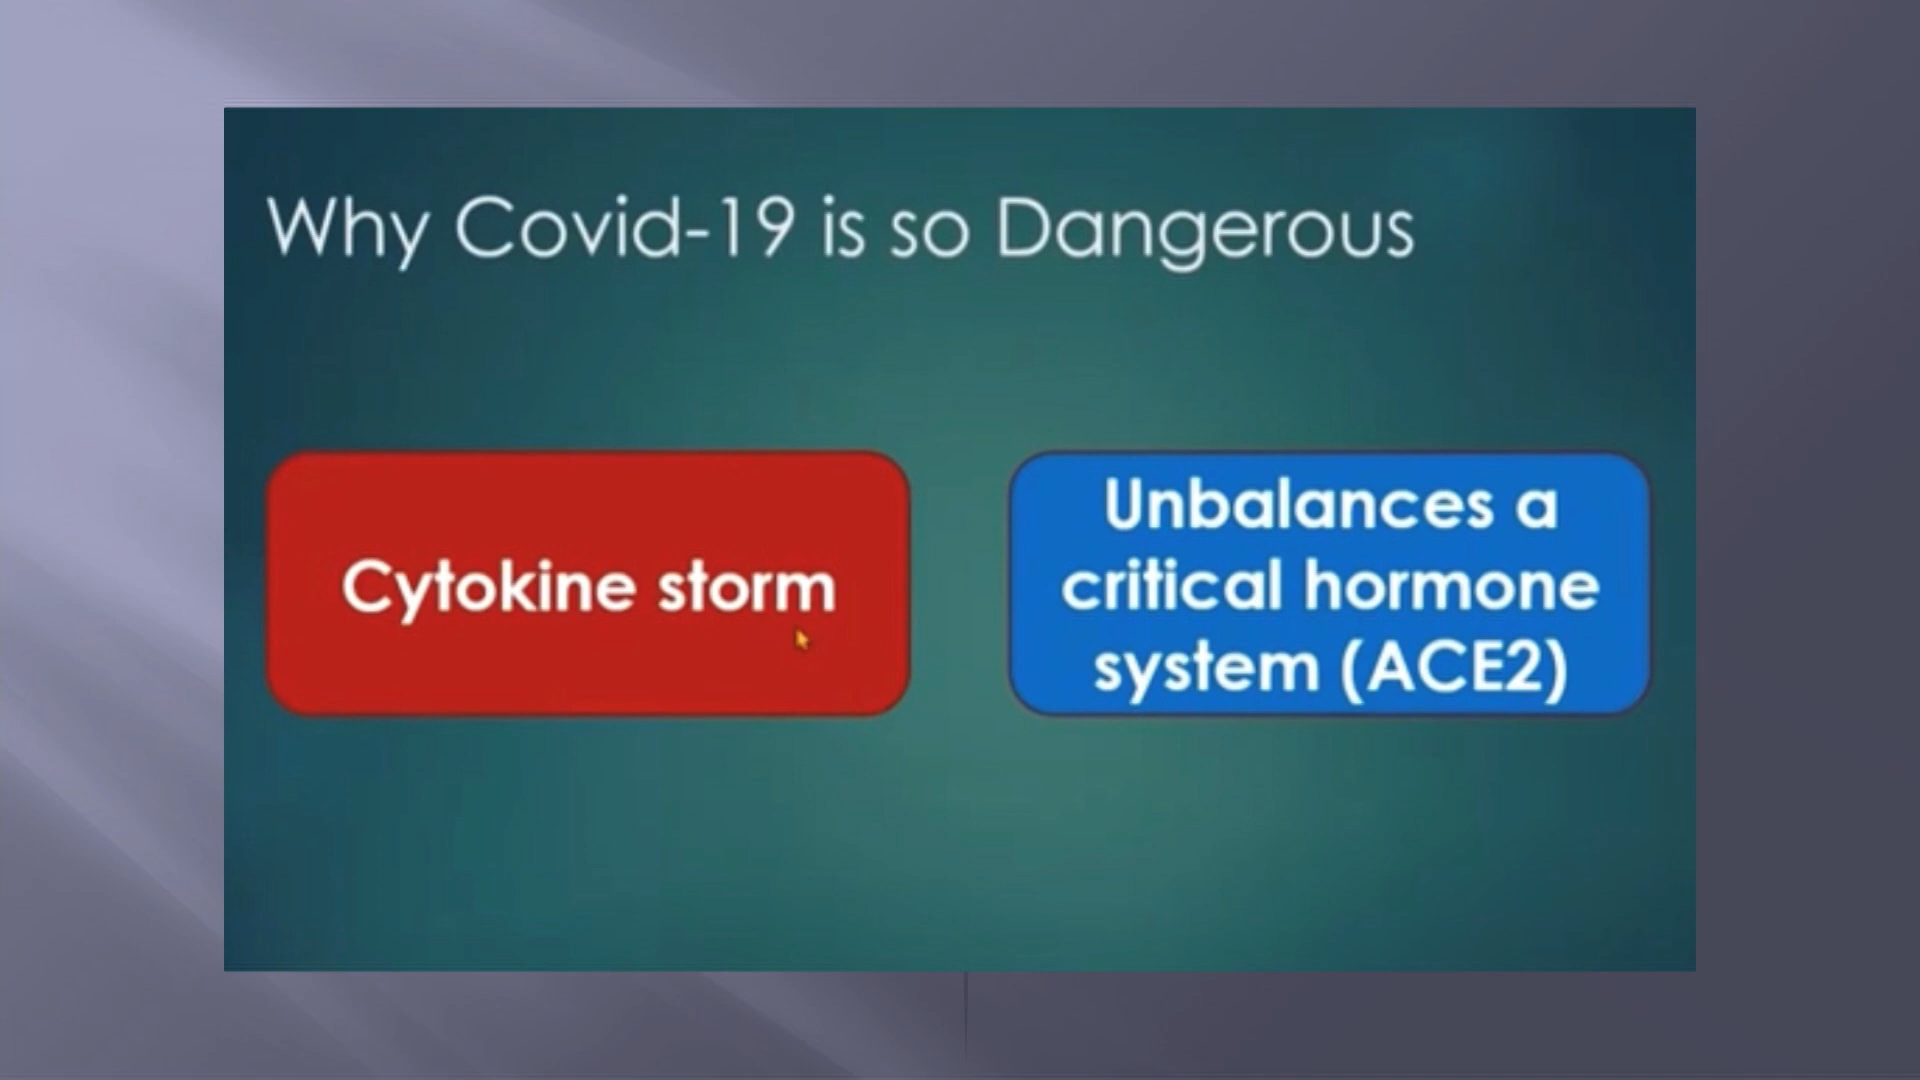 Why Covid-19 is so Dangerous
Cytokine storm
Unbalances a
critical hormone
system (ACE2)